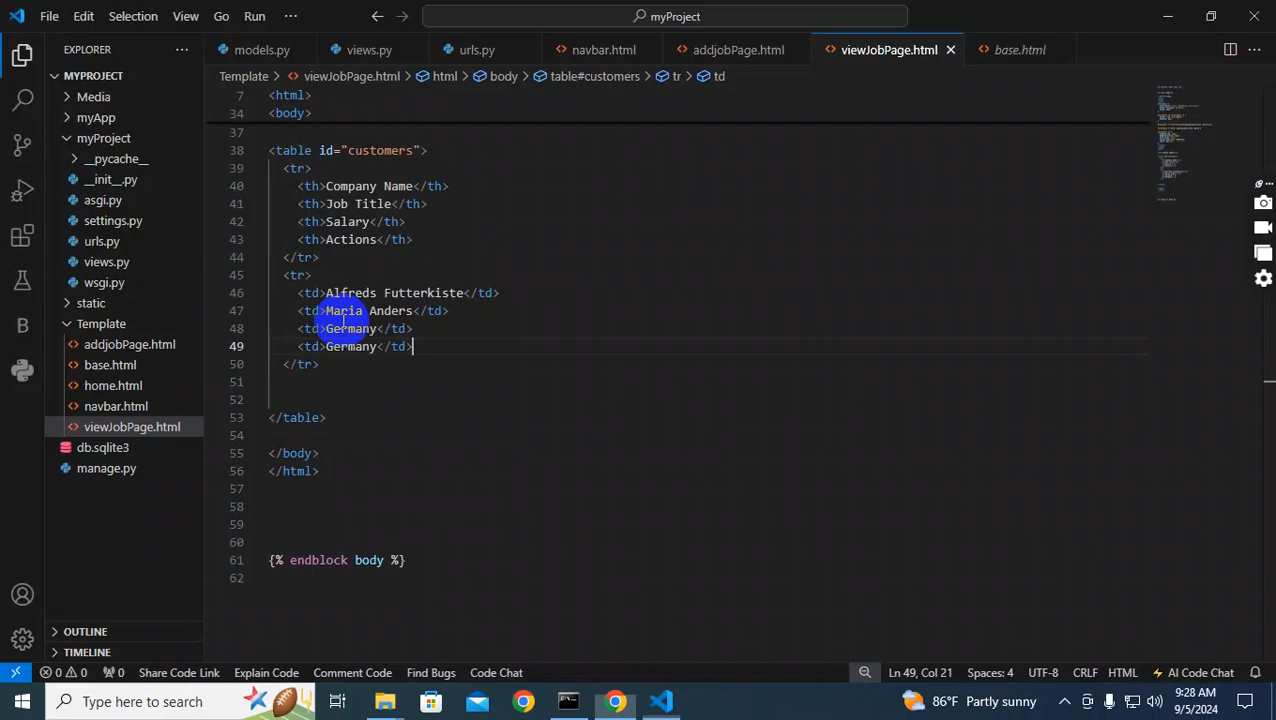 File Edit Selection View Go Run ··· myProject
EXPLORER ··· models.py views.py urls.py navbar.html addjobPage.html viewJobPage.html base.html ···
Template > viewJobPage.html > html > body > table#customers > tr > td
MYPROJECT
Media
myApp
myProject
__pycache__
__init__.py
asgi.py
settings.py
urls.py
views.py
wsgi.py
static
Template
addjobPage.html
base.html
home.html
navbar.html
viewJobPage.html
db.sqlite3
manage.py
OUTLINE
TIMELINE
7 <html>
34 <body>
37
38 <table id="customers">
39 <tr>
40 <th>Company Name</th>
41 <th>Job Title</th>
42 <th>Salary</th>
43 <th>Actions</th>
44 </tr>
45 <tr>
46 <td>Alfreds Futterkiste</td>
47 <td>Maria Anders</td>
48 <td>Germany</td>
49 <td>Germany</td>
50 </tr>
51
52
53 </table>
54
55 </body>
56 </html>
57
58
59
60
61 {% endblock body %}
62
0 0 0 Share Code Link Explain Code Comment Code Find Bugs Code Chat Ln 49, Col 21 Spaces: 4 UTF-8 CRLF HTML AI Code Chat
Type here to search 86°F Partly sunny 9:28 AM
9/5/2024